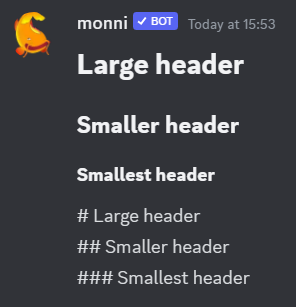 monni ✓ BOT Today at 15:53
Large header
Smaller header
Smallest header
# Large header
## Smaller header
### Smallest header